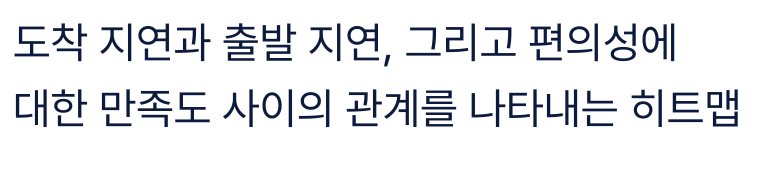 도착 지연과 출발 지연, 그리고 편의성에
대한 만족도 사이의 관계를 나타내는 히트맵